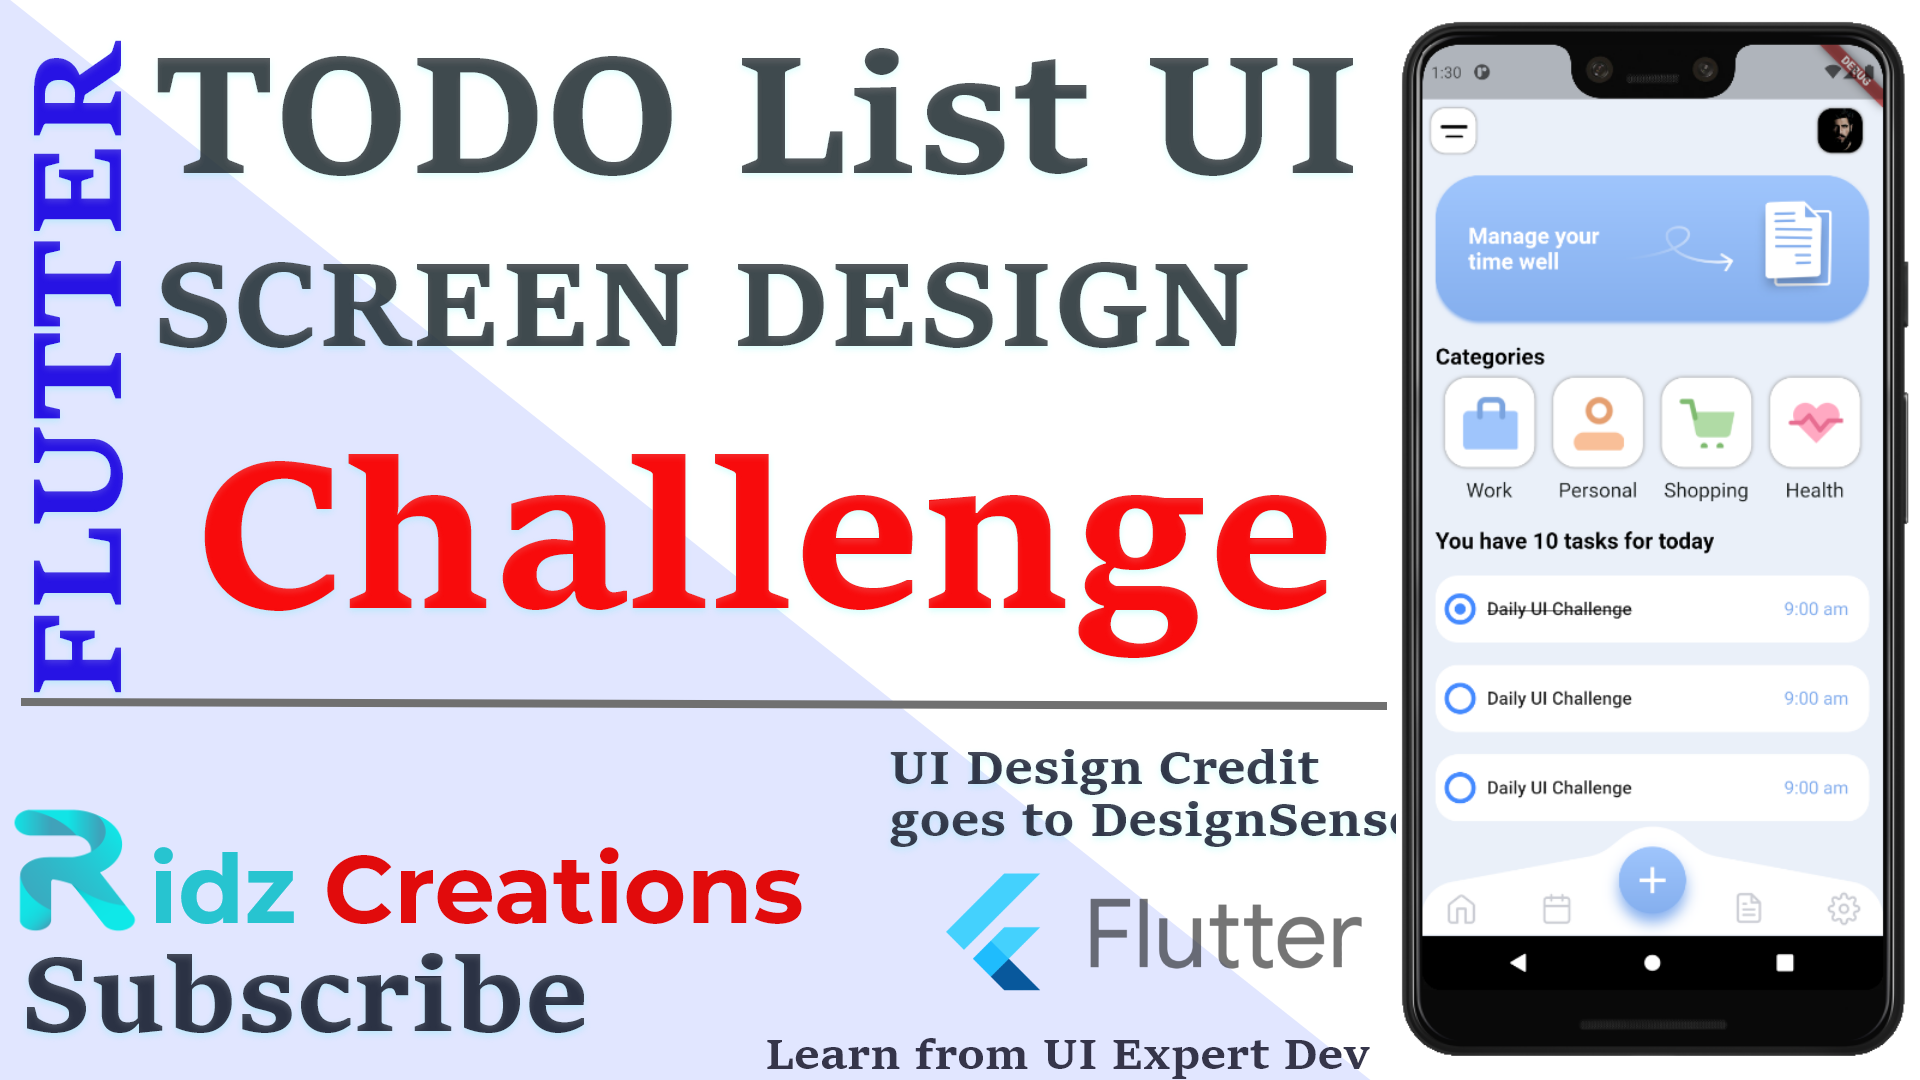 FLUTTER
TODO List UI
SCREEN DESIGN
Challenge
UI Design Credit
goes to DesignSense
Ridz Creations
Subscribe
Flutter
Learn from UI Expert Dev
1:30
DEBUG
Manage your
time well
Categories
Work Personal Shopping Health
You have 10 tasks for today
Daily UI Challenge 9:00 am
Daily UI Challenge 9:00 am
Daily UI Challenge 9:00 am